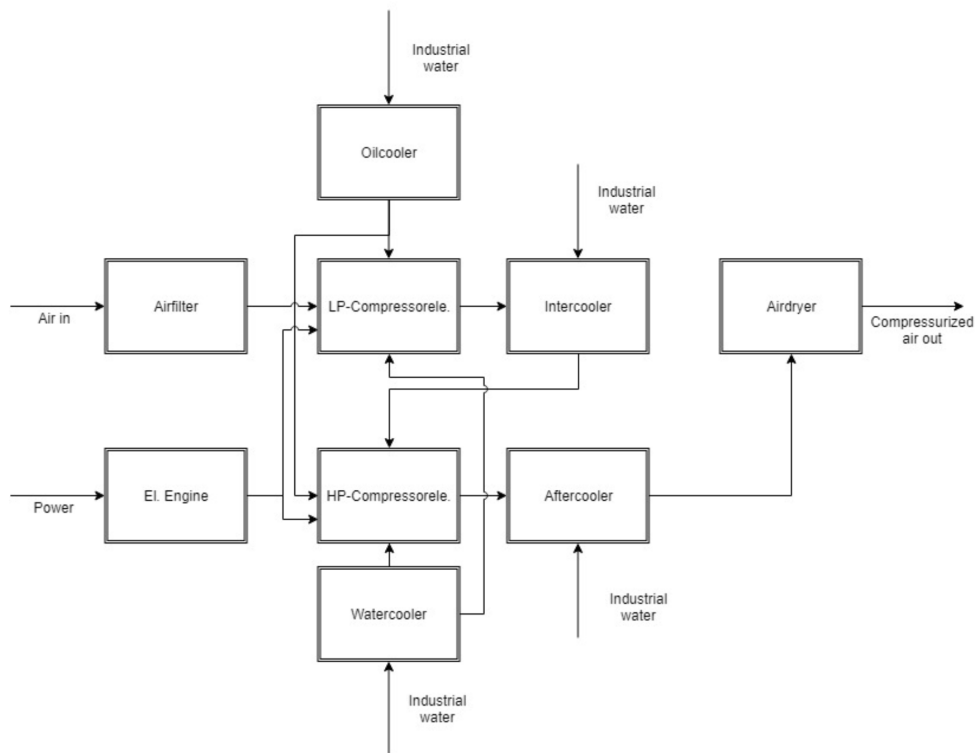 Industrial
water
Oilcooler
Industrial
water
Airfilter
LP-Compressorele.
Intercooler
Airdryer
Air in
Compressurized
air out
El. Engine
HP-Compressorele.
Aftercooler
Power
Watercooler
Industrial
water
Industrial
water